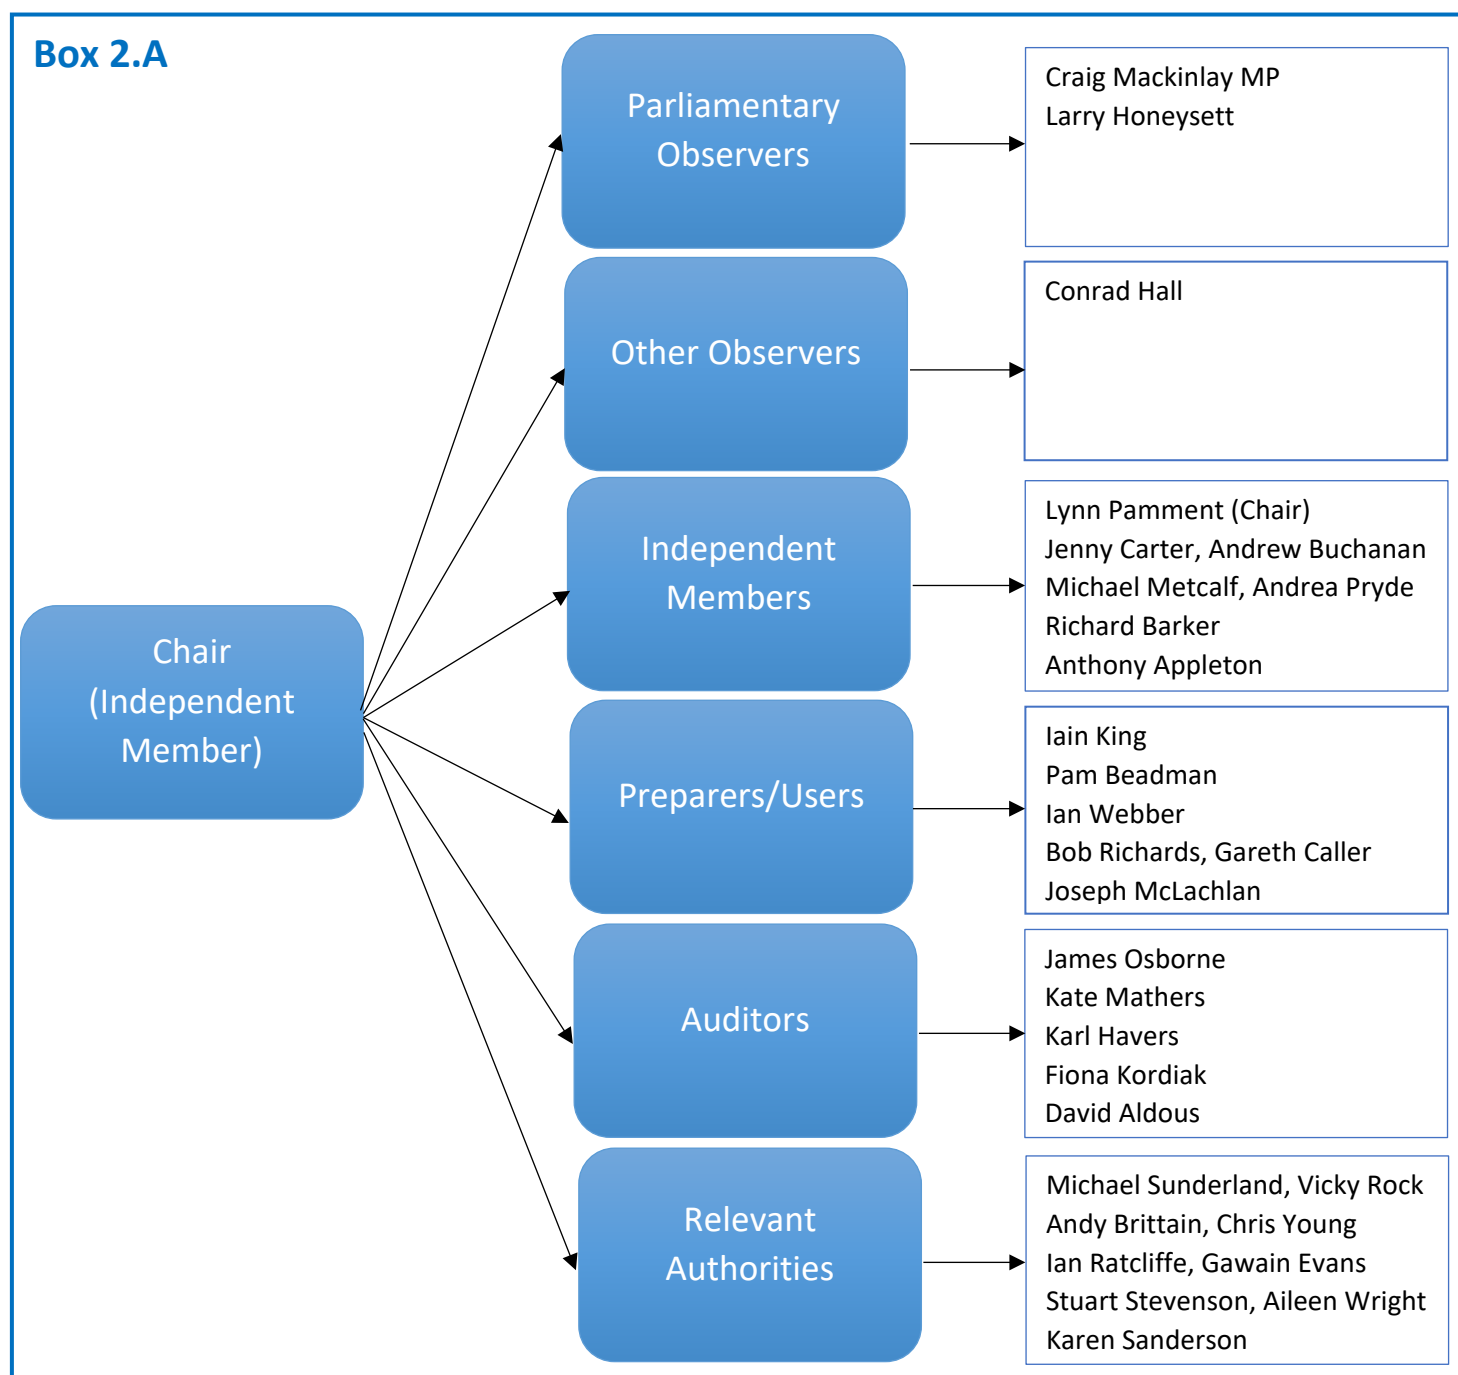 Box 2.A
Parliamentary
Observers
Craig Mackinlay MP
Larry Honeysett
Other Observers
Conrad Hall
Independent
Members
Lynn Pamment (Chair)
Jenny Carter, Andrew Buchanan
Michael Metcalf, Andrea Pryde
Richard Barker
Anthony Appleton
Chair
(Independent
Member)
Preparers/Users
Iain King
Pam Beadman
Ian Webber
Bob Richards, Gareth Caller
Joseph McLachlan
Auditors
James Osborne
Kate Mathers
Karl Havers
Fiona Kordiak
David Aldous
Relevant
Authorities
Michael Sunderland, Vicky Rock
Andy Brittain, Chris Young
Ian Ratcliffe, Gawain Evans
Stuart Stevenson, Aileen Wright
Karen Sanderson